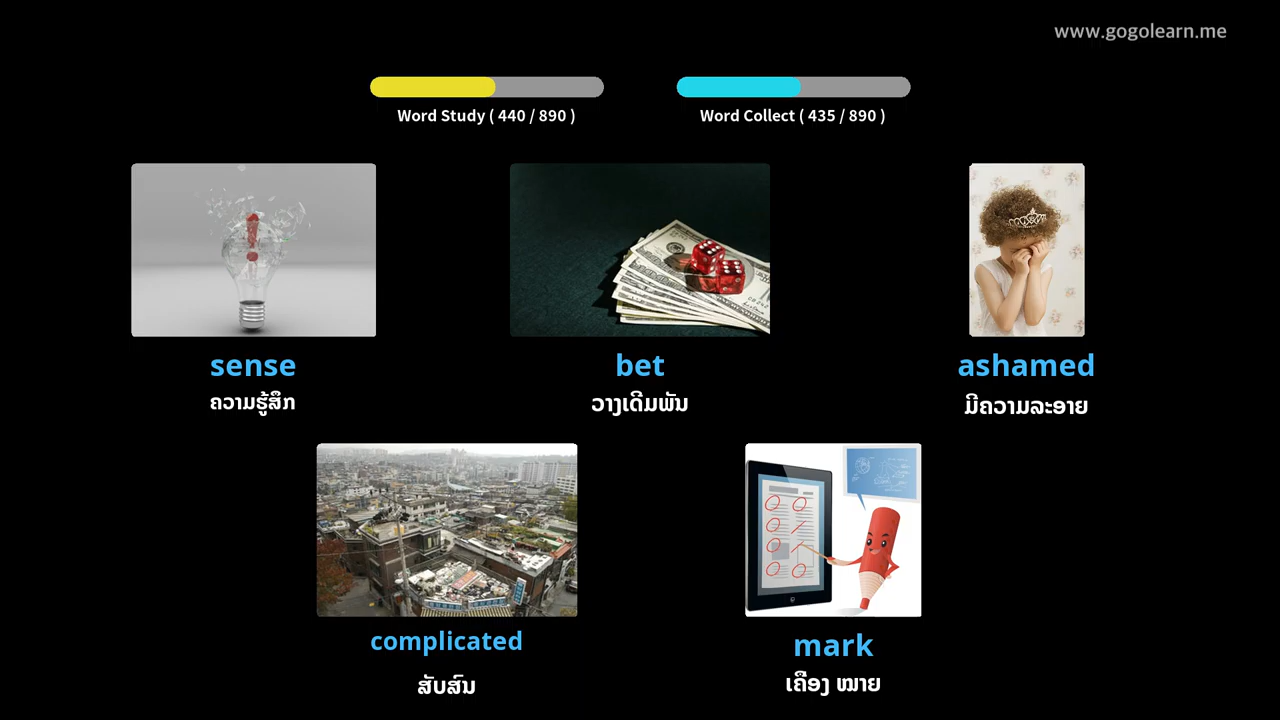 www.gogolearn.me
Word Study ( 440 / 890 )
Word Collect ( 435 / 890 )
sense
ຄວາມຮູ້ສຶກ
bet
ວາງເດີມພັນ
ashamed
ມີຄວາມລະອາຍ
complicated
ສັບສົນ
mark
ເຄືອງ ໝາຍ